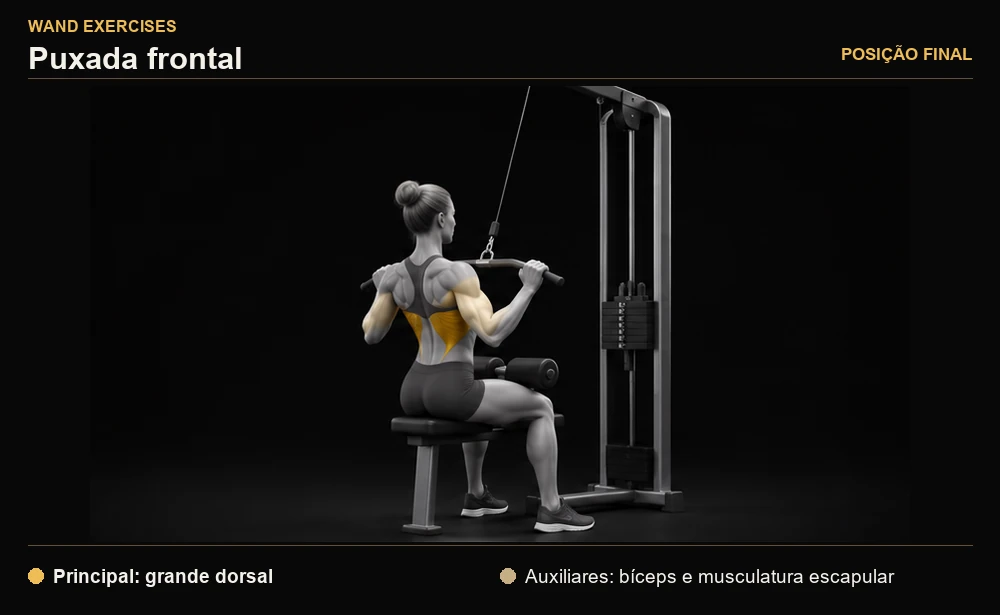 WAND EXERCISES
Puxada frontal
POSIÇÃO FINAL
Principal: grande dorsal
Auxiliares: bíceps e musculatura escapular